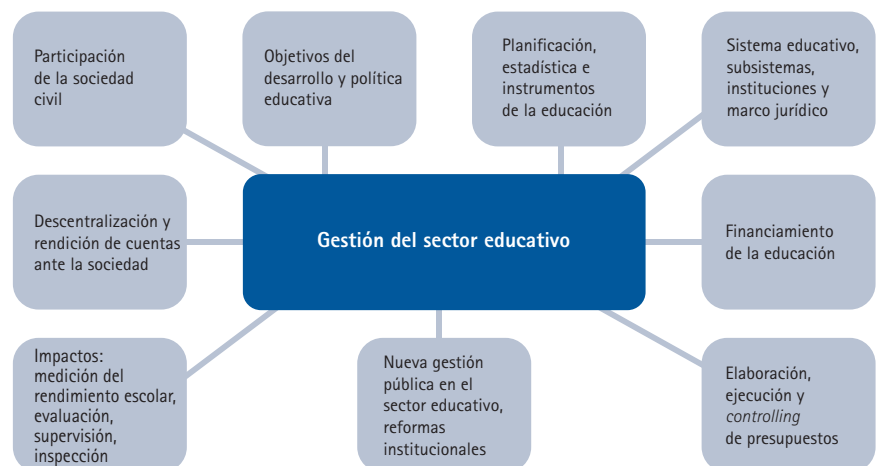 Participación
de la sociedad
civil
Objetivos del
desarrollo y política
educativa
Planificación,
estadística e
instrumentos
de la educación
Sistema educativo,
subsistemas,
instituciones y
marco jurídico
Descentralización y
rendición de cuentas
ante la sociedad
Gestión del sector educativo
Financiamiento
de la educación
Impactos:
medición del
rendimiento escolar,
evaluación,
supervisión,
inspección
Nueva gestión
pública en el
sector educativo,
reformas
institucionales
Elaboración,
ejecución y
controlling
de presupuestos